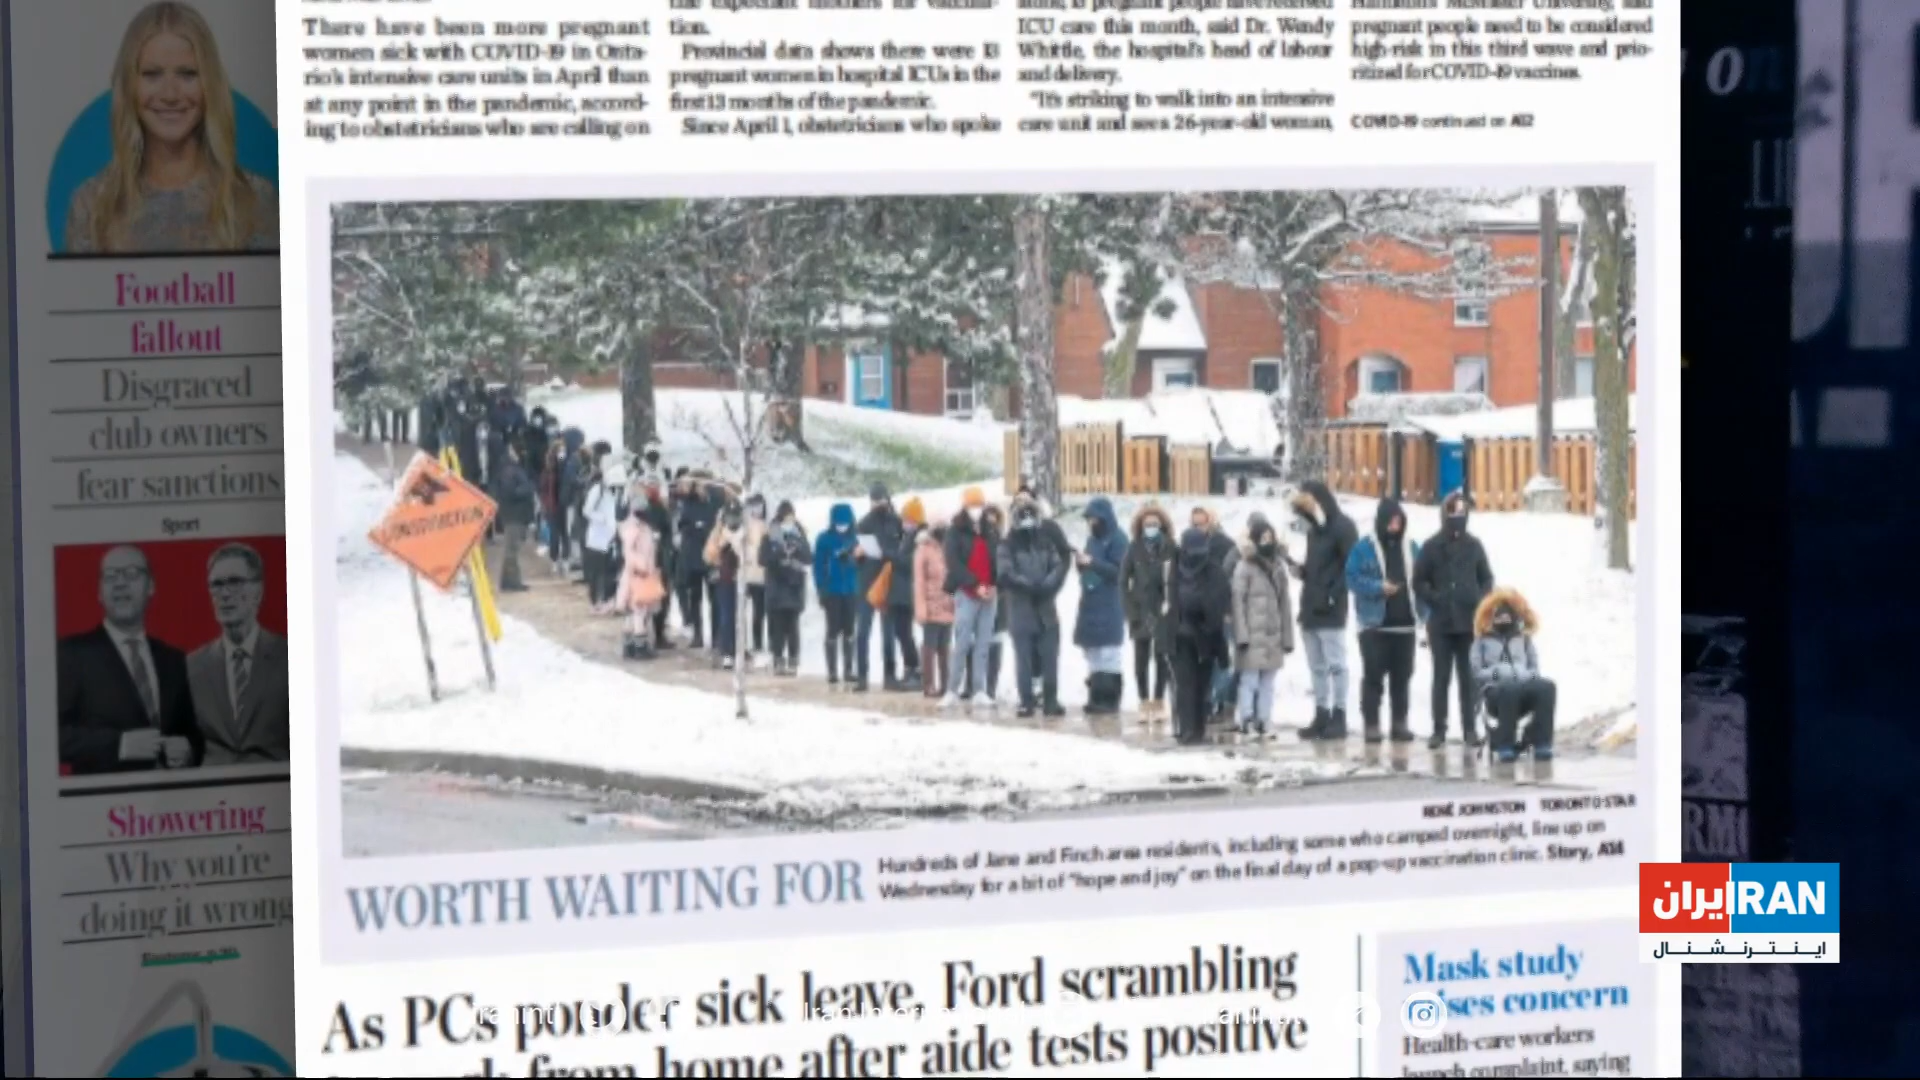 Football
fallout
Disgraced
club owners
fear sanctions
Sport
Showering
Why you're
doing it wrong
There have been more pregnant
women sick with COVID-19 in Onta-
rio's intensive care units in April than
at any point in the pandemic, accord-
ing to obstetricians who are calling on
tion.
Provincial data shows there were 13
pregnant women in hospital ICUs in the
first 13 months of the pandemic.
Since April 1, obstetricians who spoke
ICU care this month, said Dr. Wendy
Whittle, the hospital's head of labour
and delivery.
"It's striking to walk into an intensive
care unit and see a 26-year-old woman,
pregnant people need to be considered
high-risk in this third wave and prio-
ritized for COVID-19 vaccines.
COVID-19 continued on A12
CONSTRUCTION
RENÉ JOHNSTON TORONTO STAR
WORTH WAITING FOR
Hundreds of Jane and Finch area residents, including some who camped overnight, line up on
Wednesday for a bit of "hope and joy" on the final day of a pop-up vaccination clinic. Story, A14
As PCs ponder sick leave, Ford scrambling
from home after aide tests positive
Mask study
concern
Health-care workers
launch complaint, saying
ایران IRAN
اینترنشنال